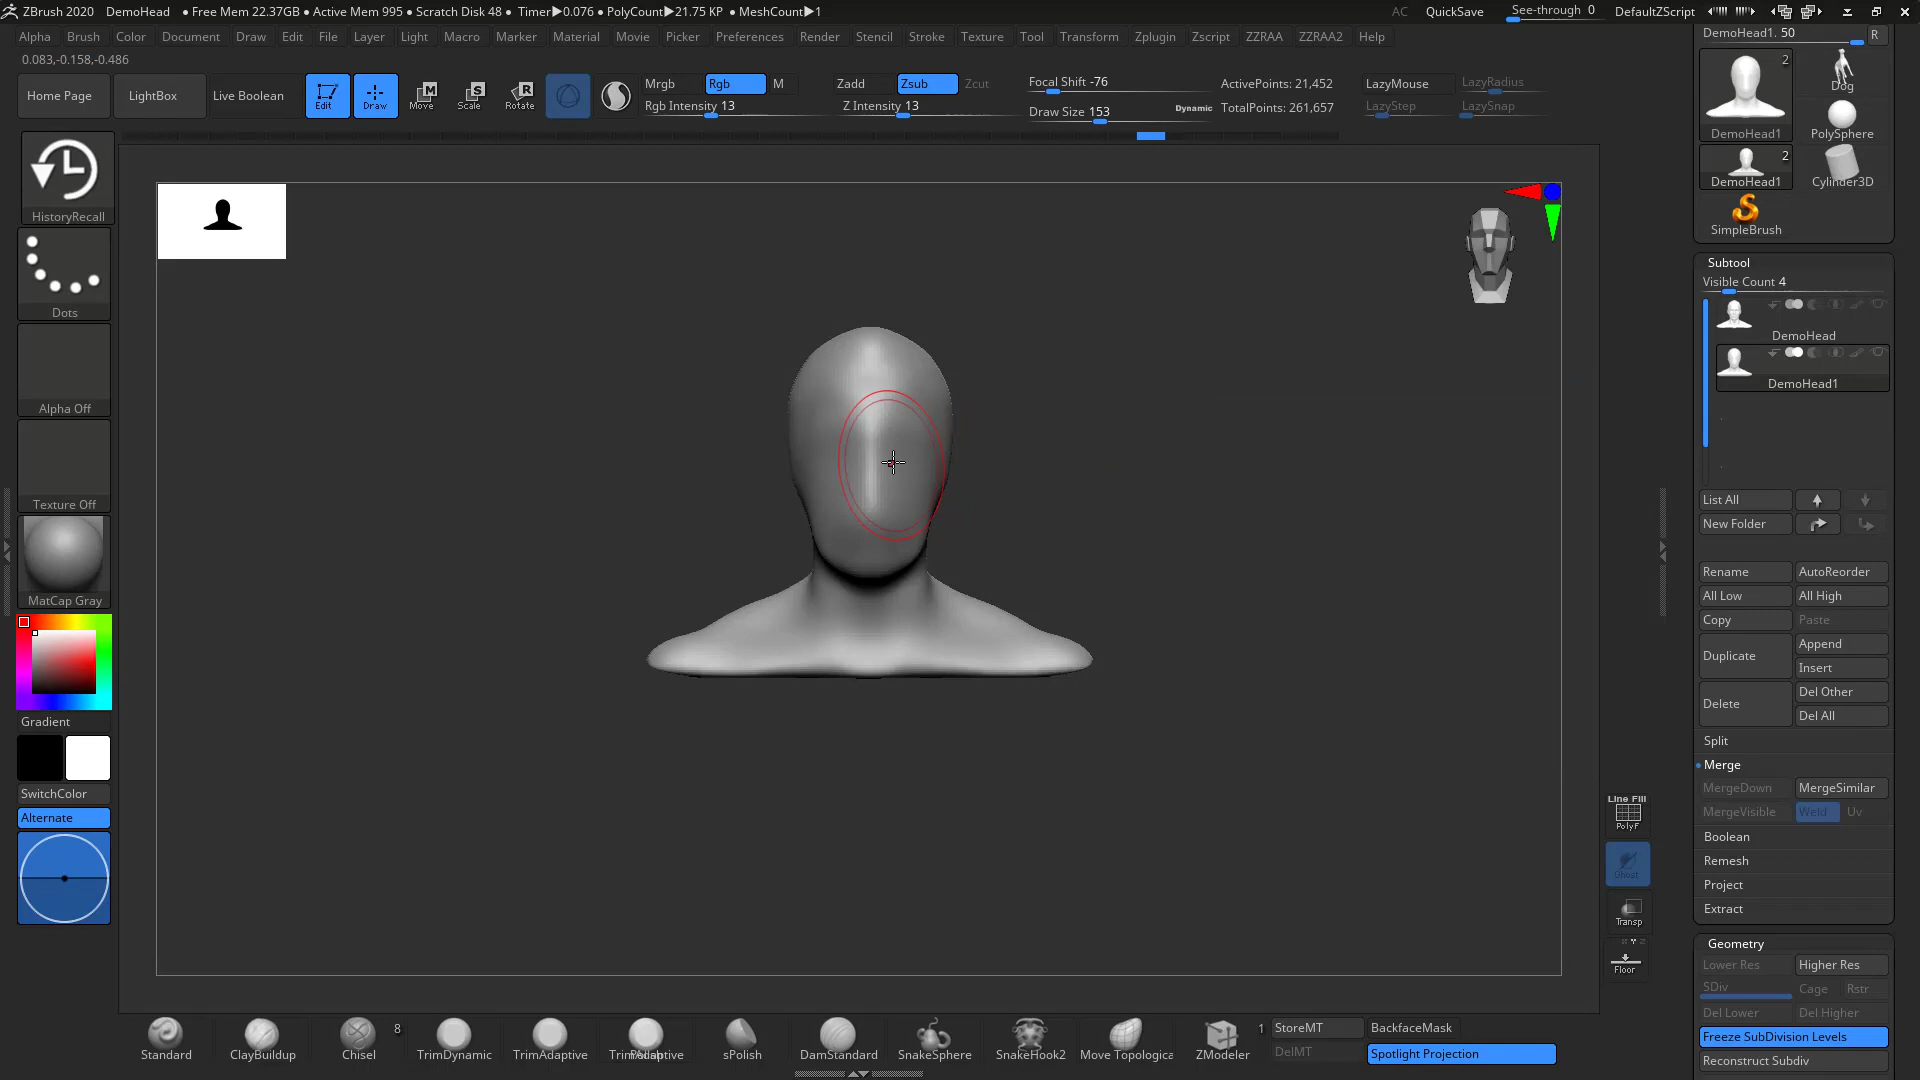 ZBrush 2020 DemoHead ● Free Mem 22.37GB ● Active Mem 995 ● Scratch Disk 48 ● Timer▶0.076 ● PolyCount▶21.75 KP ● MeshCount▶1 AC QuickSave See-through 0 DefaultZScript
Alpha Brush Color Document Draw Edit File Layer Light Macro Marker Material Movie Picker Preferences Render Stencil Stroke Texture Tool Transform Zplugin Zscript ZZRAA ZZRAA2 Help
0.083,-0.158,-0.486
Home Page LightBox Live Boolean Edit Draw Move Scale Rotate
Mrgb Rgb M Zadd Zsub Zcut
Rgb Intensity 13 Z Intensity 13
Focal Shift -76
Draw Size 153 Dynamic
ActivePoints: 21,452
TotalPoints: 261,657
LazyMouse LazyRadius
LazyStep LazySnap
HistoryRecall
Dots
Alpha Off
Texture Off
MatCap Gray
Gradient
SwitchColor
Alternate
DemoHead1. 50 R
2
DemoHead1
Dog
PolySphere
2
DemoHead1
Cylinder3D
SimpleBrush
Subtool
Visible Count 4
DemoHead
DemoHead1
List All
New Folder
Rename AutoReorder
All Low All High
Copy Paste
Duplicate Append
Insert
Delete Del Other
Del All
Split
Merge
MergeDown MergeSimilar
MergeVisible Weld Uv
Boolean
Remesh
Project
Extract
Geometry
Lower Res Higher Res
SDiv Cage Rstr
Del Lower Del Higher
Freeze SubDivision Levels
Reconstruct Subdiv
Line Fill
PolyF
Ghost
Transp
Floor
Standard ClayBuildup Chisel 8 TrimDynamic TrimAdaptive sPolish DamStandard SnakeSphere SnakeHook2 Move Topologica ZModeler 1
StoreMT BackfaceMask
DelMT Spotlight Projection